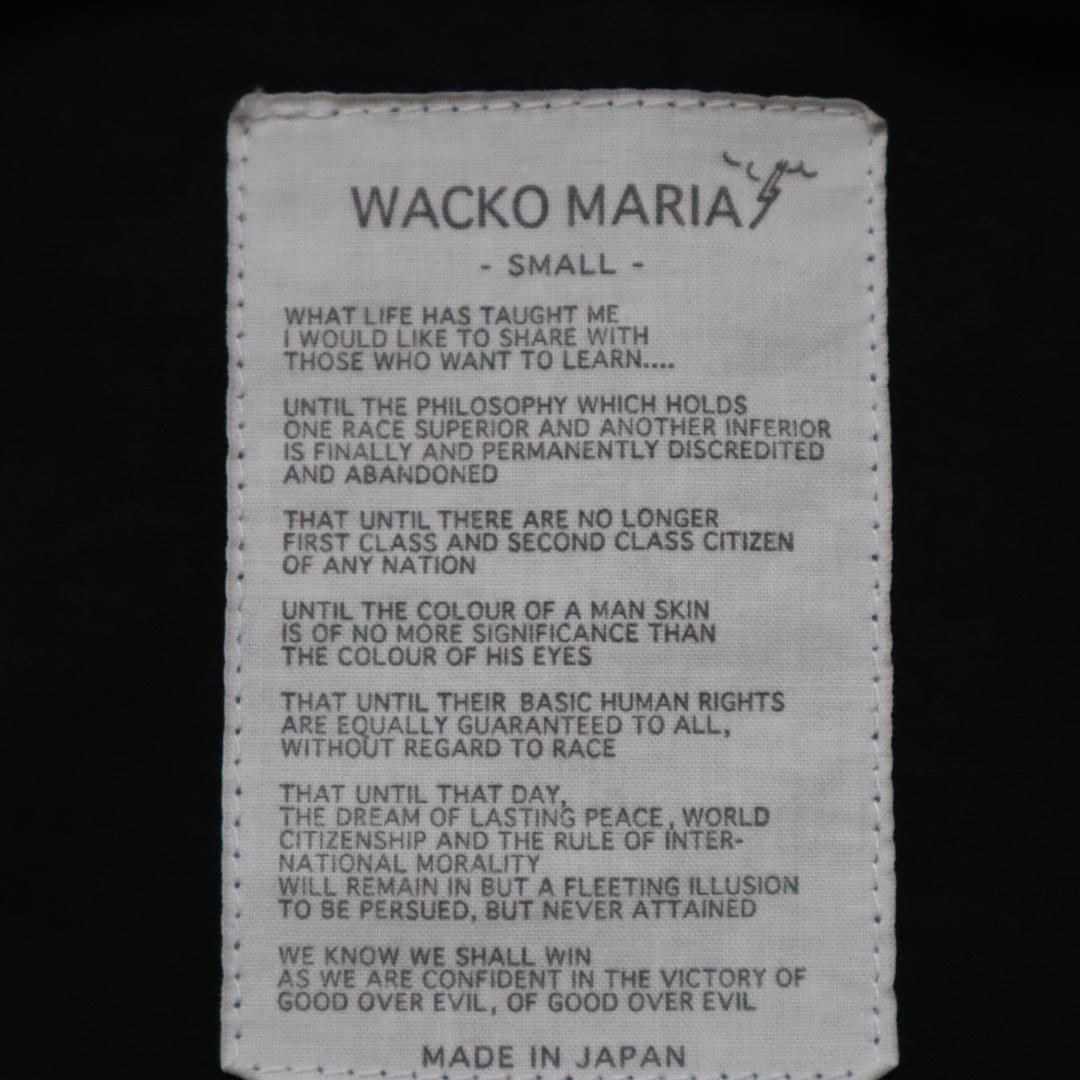 WACKO MARIA
- SMALL -
WHAT LIFE HAS TAUGHT ME
I WOULD LIKE TO SHARE WITH
THOSE WHO WANT TO LEARN....
UNTIL THE PHILOSOPHY WHICH HOLDS
ONE RACE SUPERIOR AND ANOTHER INFERIOR
IS FINALLY AND PERMANENTLY DISCREDITED
AND ABANDONED
THAT UNTIL THERE ARE NO LONGER
FIRST CLASS AND SECOND CLASS CITIZEN
OF ANY NATION
UNTIL THE COLOUR OF A MAN SKIN
IS OF NO MORE SIGNIFICANCE THAN
THE COLOUR OF HIS EYES
THAT UNTIL THEIR BASIC HUMAN RIGHTS
ARE EQUALLY GUARANTEED TO ALL,
WITHOUT REGARD TO RACE
THAT UNTIL THAT DAY,
THE DREAM OF LASTING PEACE, WORLD
CITIZENSHIP AND THE RULE OF INTER-
NATIONAL MORALITY
WILL REMAIN IN BUT A FLEETING ILLUSION
TO BE PERSUED, BUT NEVER ATTAINED
WE KNOW WE SHALL WIN
AS WE ARE CONFIDENT IN THE VICTORY OF
GOOD OVER EVIL, OF GOOD OVER EVIL
MADE IN JAPAN